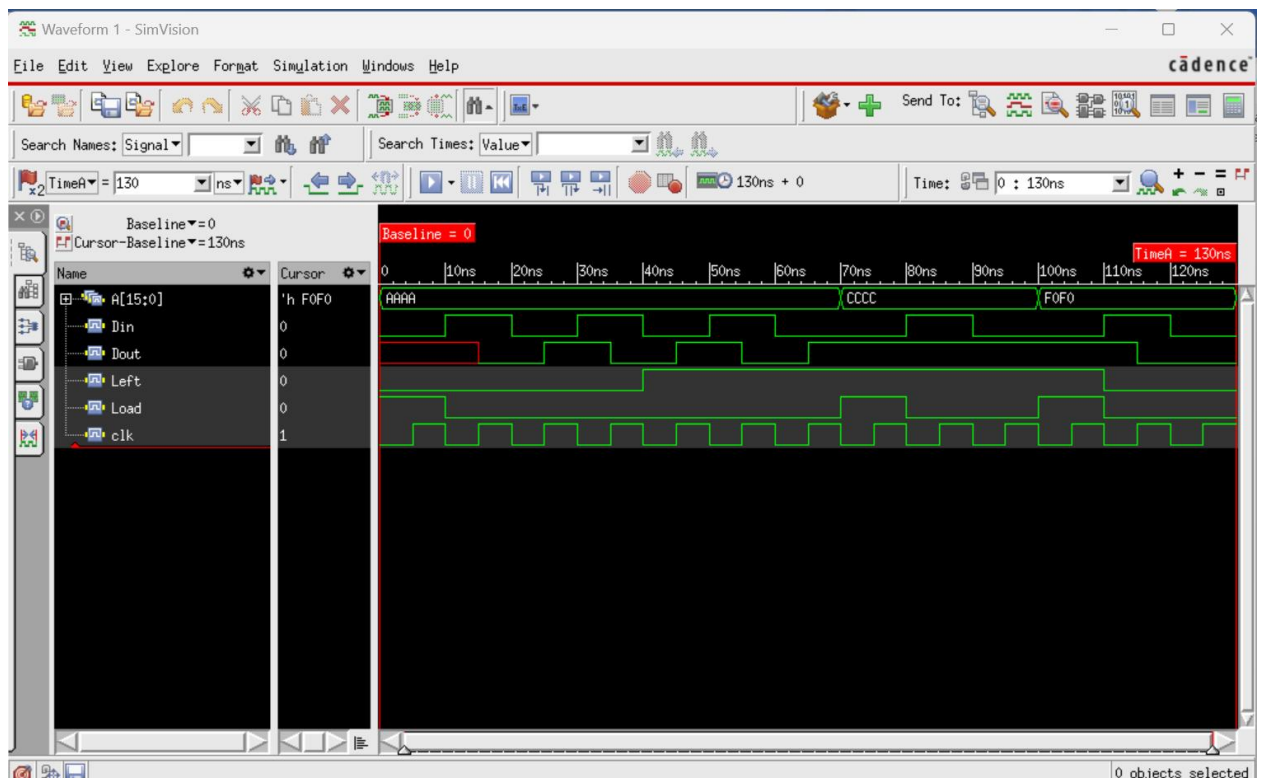 Waveform 1 - SimVision
File Edit View Explore Format Simulation Windows Help
cādence
Send To:
Search Names: Signal
Search Times: Value
x2 TimeA = 130 ns
130ns + 0
Time: 0 : 130ns
Baseline = 0
Cursor-Baseline = 130ns
Baseline = 0
TimeA = 130ns
Name
Cursor
0 10ns 20ns 30ns 40ns 50ns 60ns 70ns 80ns 90ns 100ns 110ns 120ns
A[15:0] 'h F0F0 AAAA CCCC F0F0
Din 0
Dout 0
Left 0
Load 0
clk 1
0 objects selected